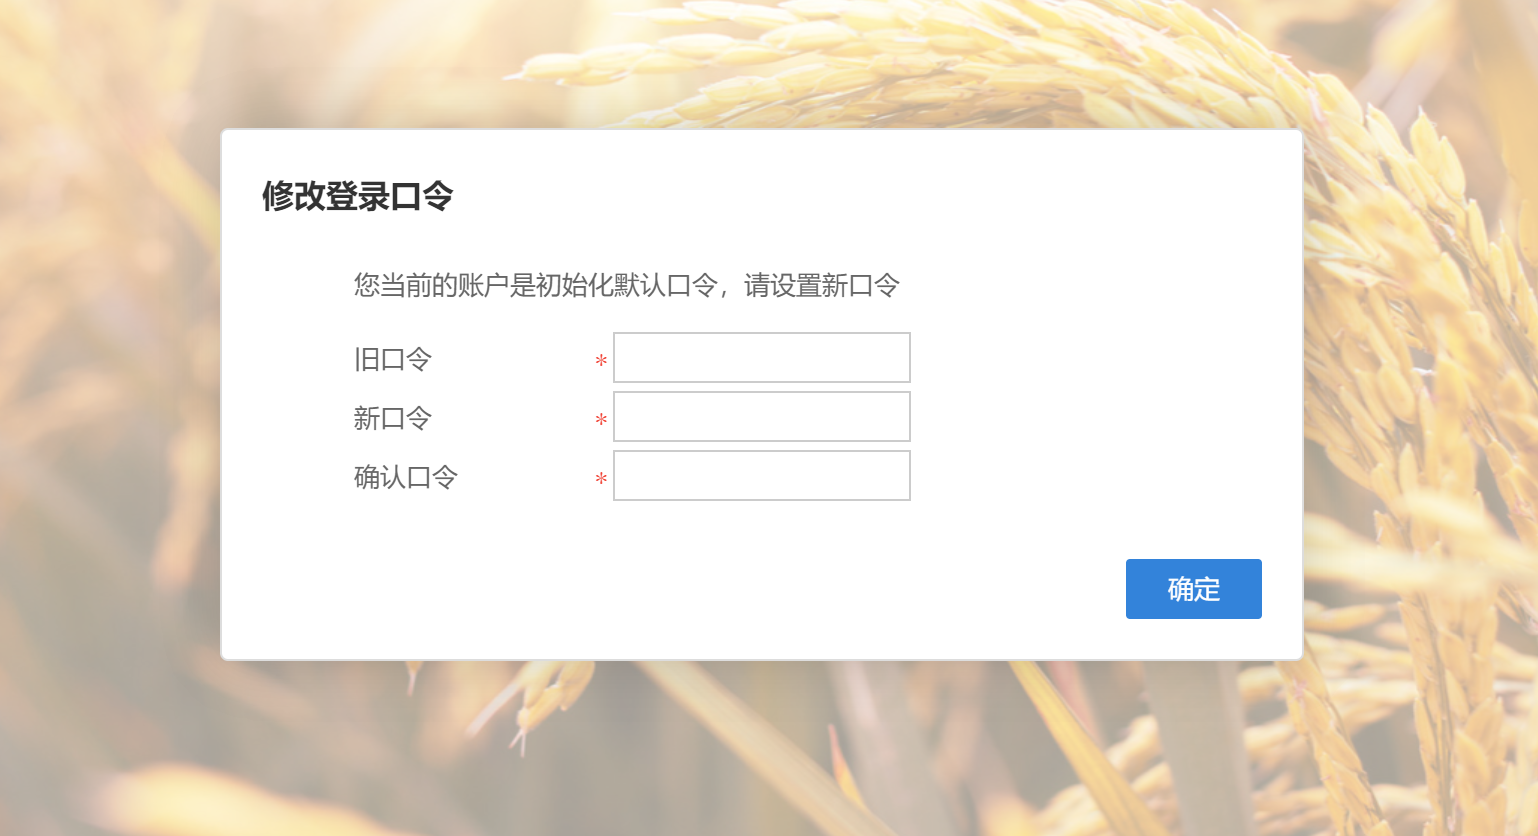 修改登录口令
您当前的账户是初始化默认口令，请设置新口令
旧口令 *
新口令 *
确认口令 *
确定